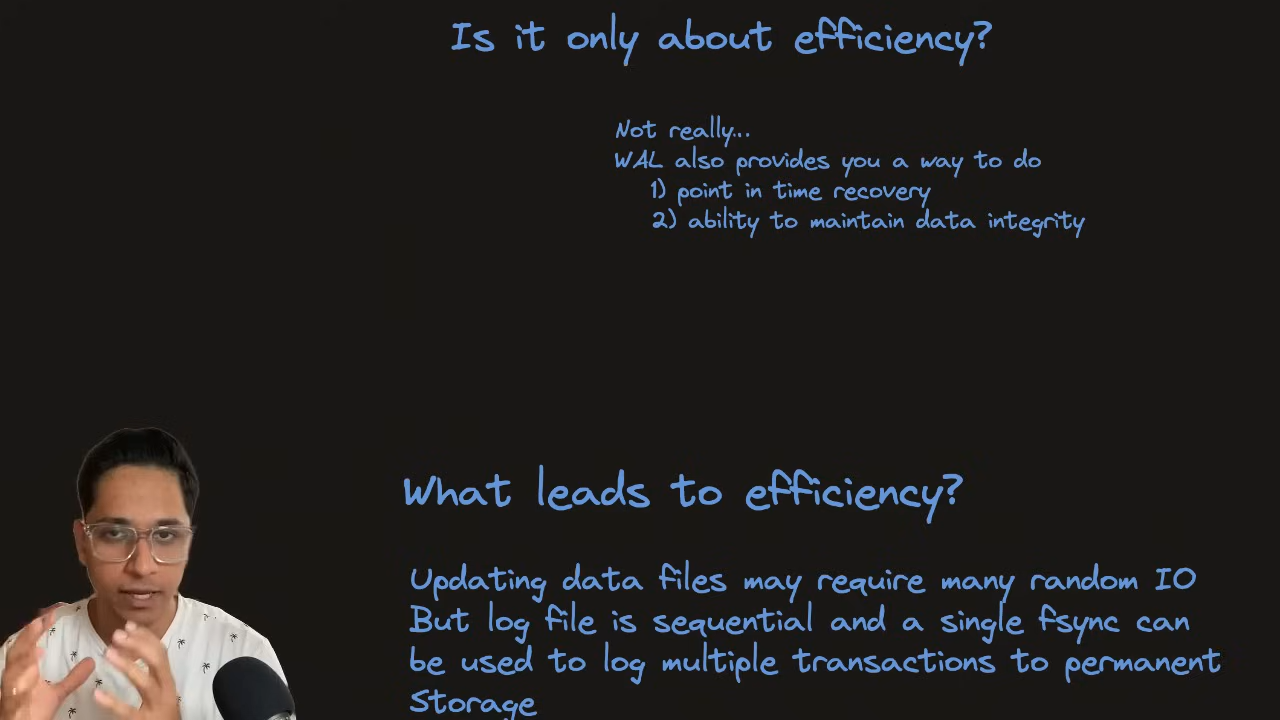 Is it only about efficiency?
Not really...
WAL also provides you a way to do
1) point in time recovery
2) ability to maintain data integrity
What leads to efficiency?
Updating data files may require many random IO
But log file is sequential and a single fsync can
be used to log multiple transactions to permanent
Storage